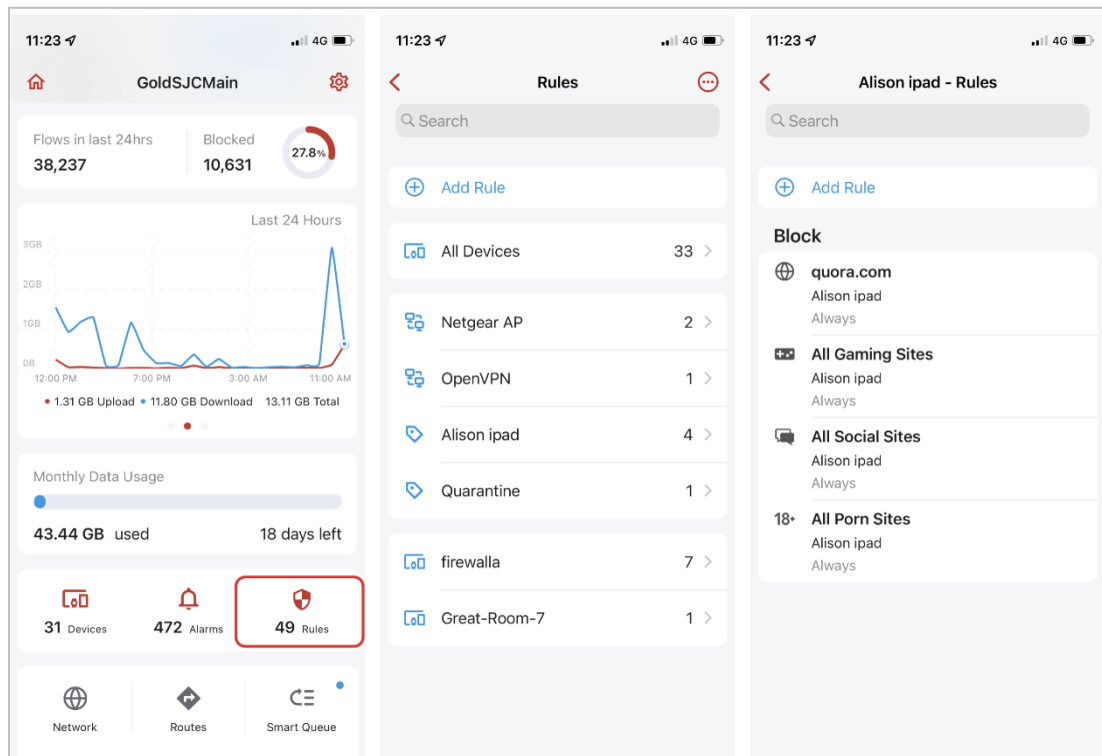 11:23
4G
GoldSJCMain
Flows in last 24hrs
38,237
Blocked
10,631
27.8%
Last 24 Hours
3GB
2GB
1GB
0B
12:00 PM 7:00 PM 3:00 AM 11:00 AM
• 1.31 GB Upload • 11.80 GB Download 13.11 GB Total
Monthly Data Usage
43.44 GB used 18 days left
31 Devices 472 Alarms 49 Rules
Network Routes Smart Queue
11:23
4G
Rules
Search
Add Rule
All Devices 33
Netgear AP 2
OpenVPN 1
Alison ipad 4
Quarantine 1
firewalla 7
Great-Room-7 1
11:23
4G
Alison ipad - Rules
Search
Add Rule
Block
quora.com
Alison ipad
Always
All Gaming Sites
Alison ipad
Always
All Social Sites
Alison ipad
Always
18+ All Porn Sites
Alison ipad
Always